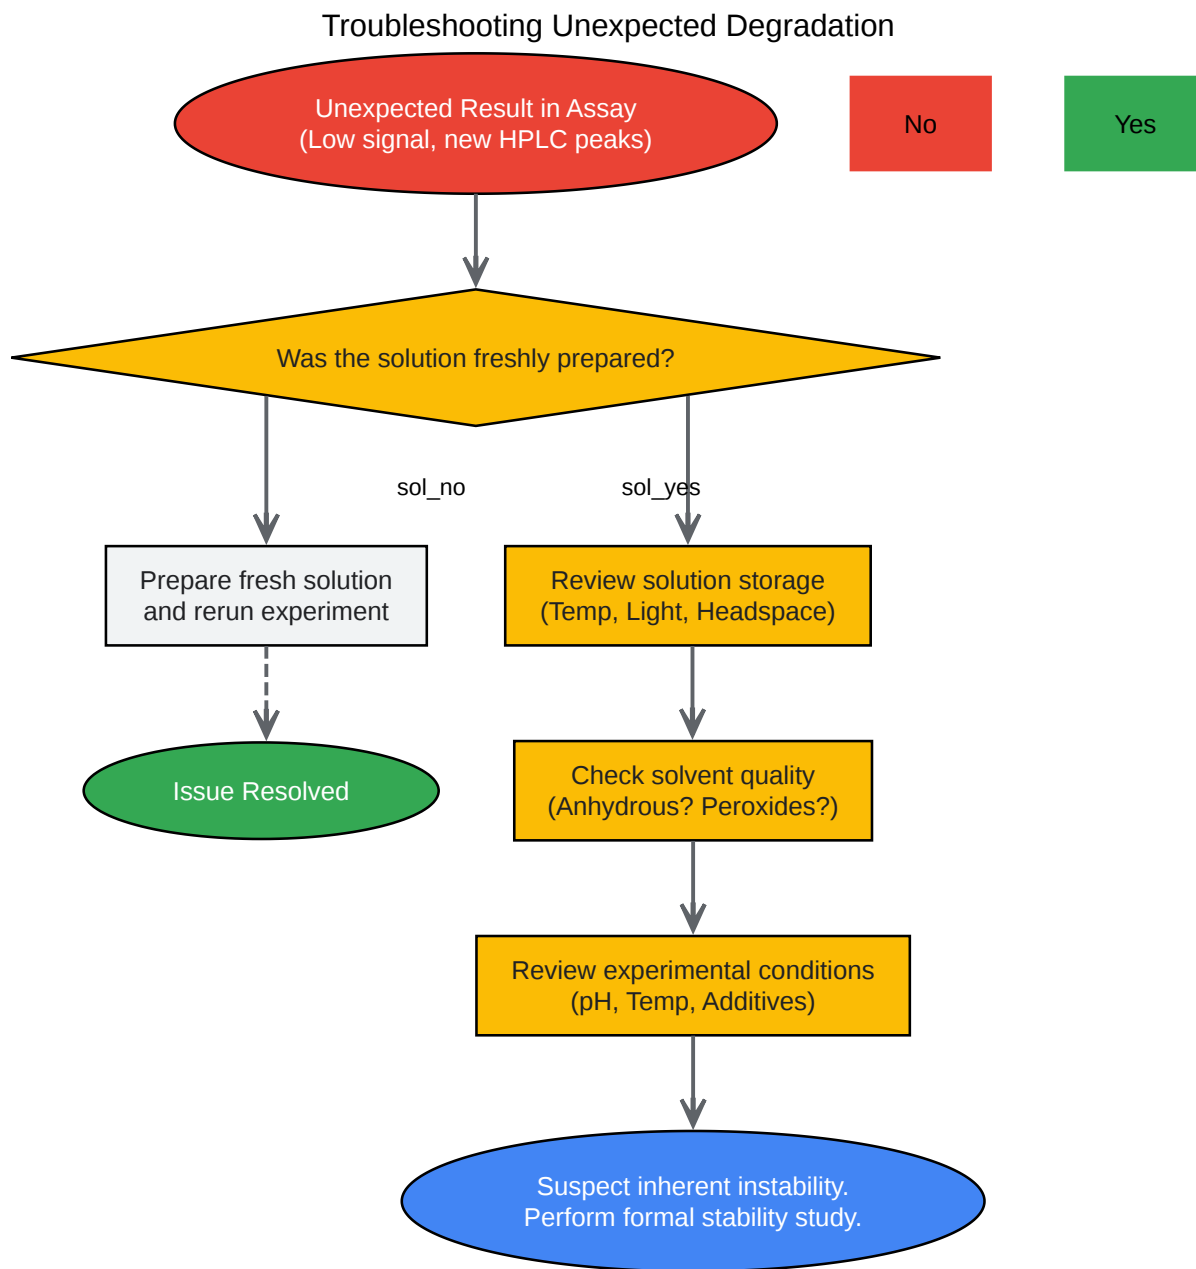 Troubleshooting Unexpected Degradation
Unexpected Result in Assay
(Low signal, new HPLC peaks)
No
Yes
Was the solution freshly prepared?
sol_no
sol_yes
Prepare fresh solution
and rerun experiment
Review solution storage
(Temp, Light, Headspace)
Issue Resolved
Check solvent quality
(Anhydrous? Peroxides?)
Review experimental conditions
(pH, Temp, Additives)
Suspect inherent instability.
Perform formal stability study.